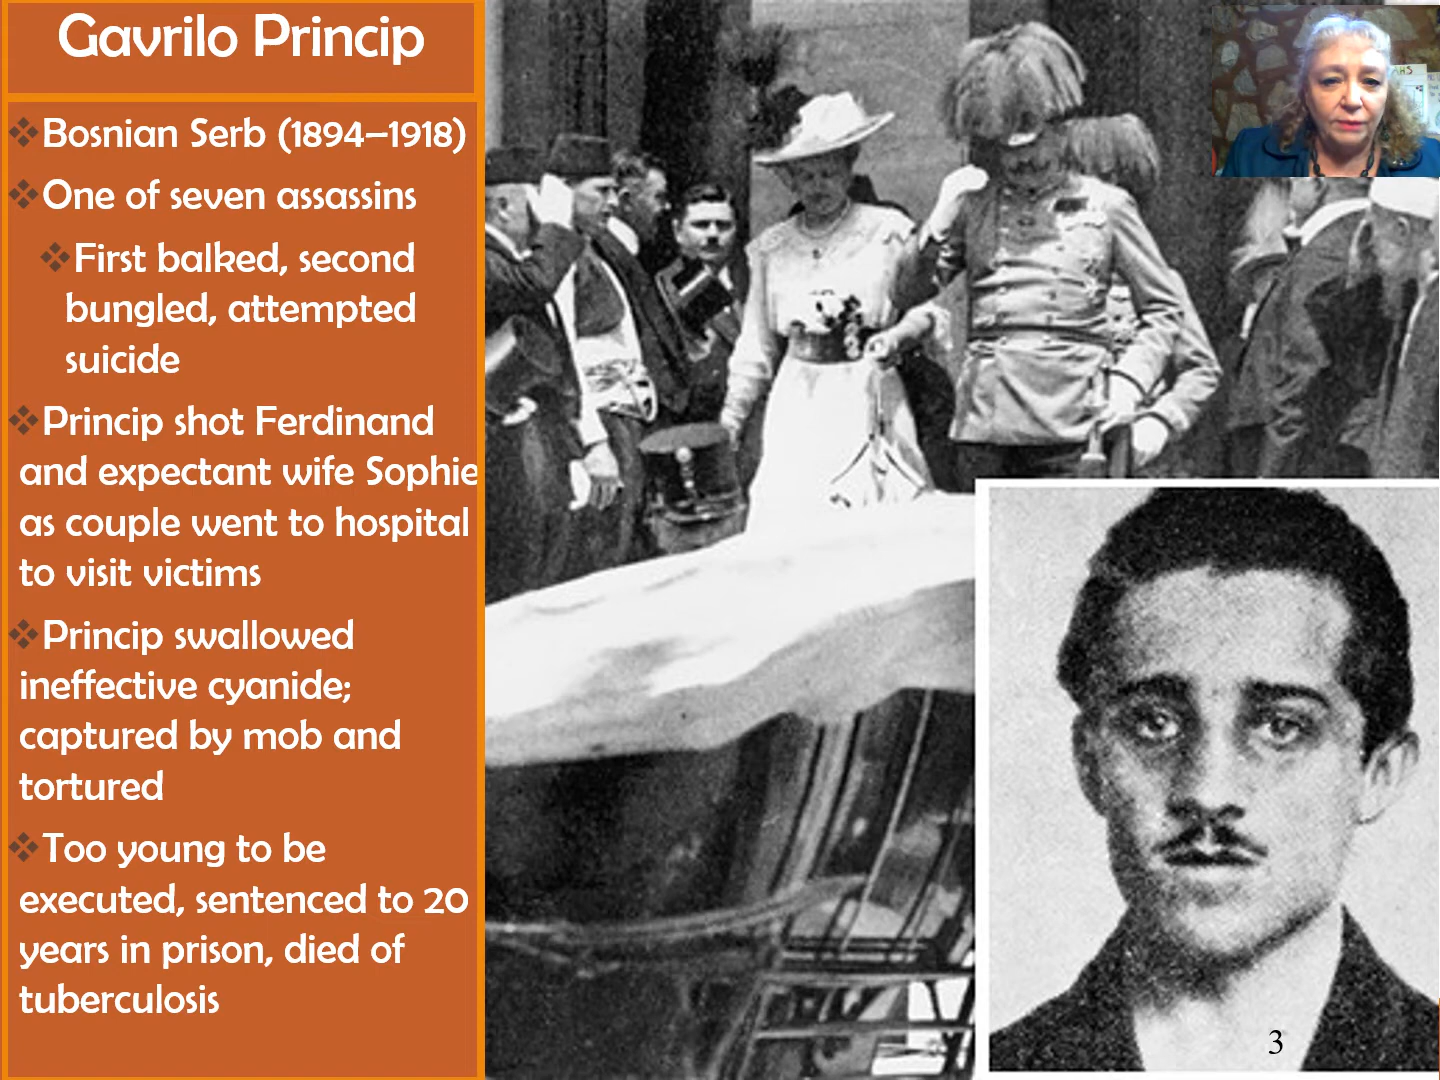 Gavrilo Princip
❖Bosnian Serb (1894–1918)
❖One of seven assassins
❖First balked, second
bungled, attempted
suicide
❖Princip shot Ferdinand
and expectant wife Sophie
as couple went to hospital
to visit victims
❖Princip swallowed
ineffective cyanide;
captured by mob and
tortured
❖Too young to be
executed, sentenced to 20
years in prison, died of
tuberculosis
3